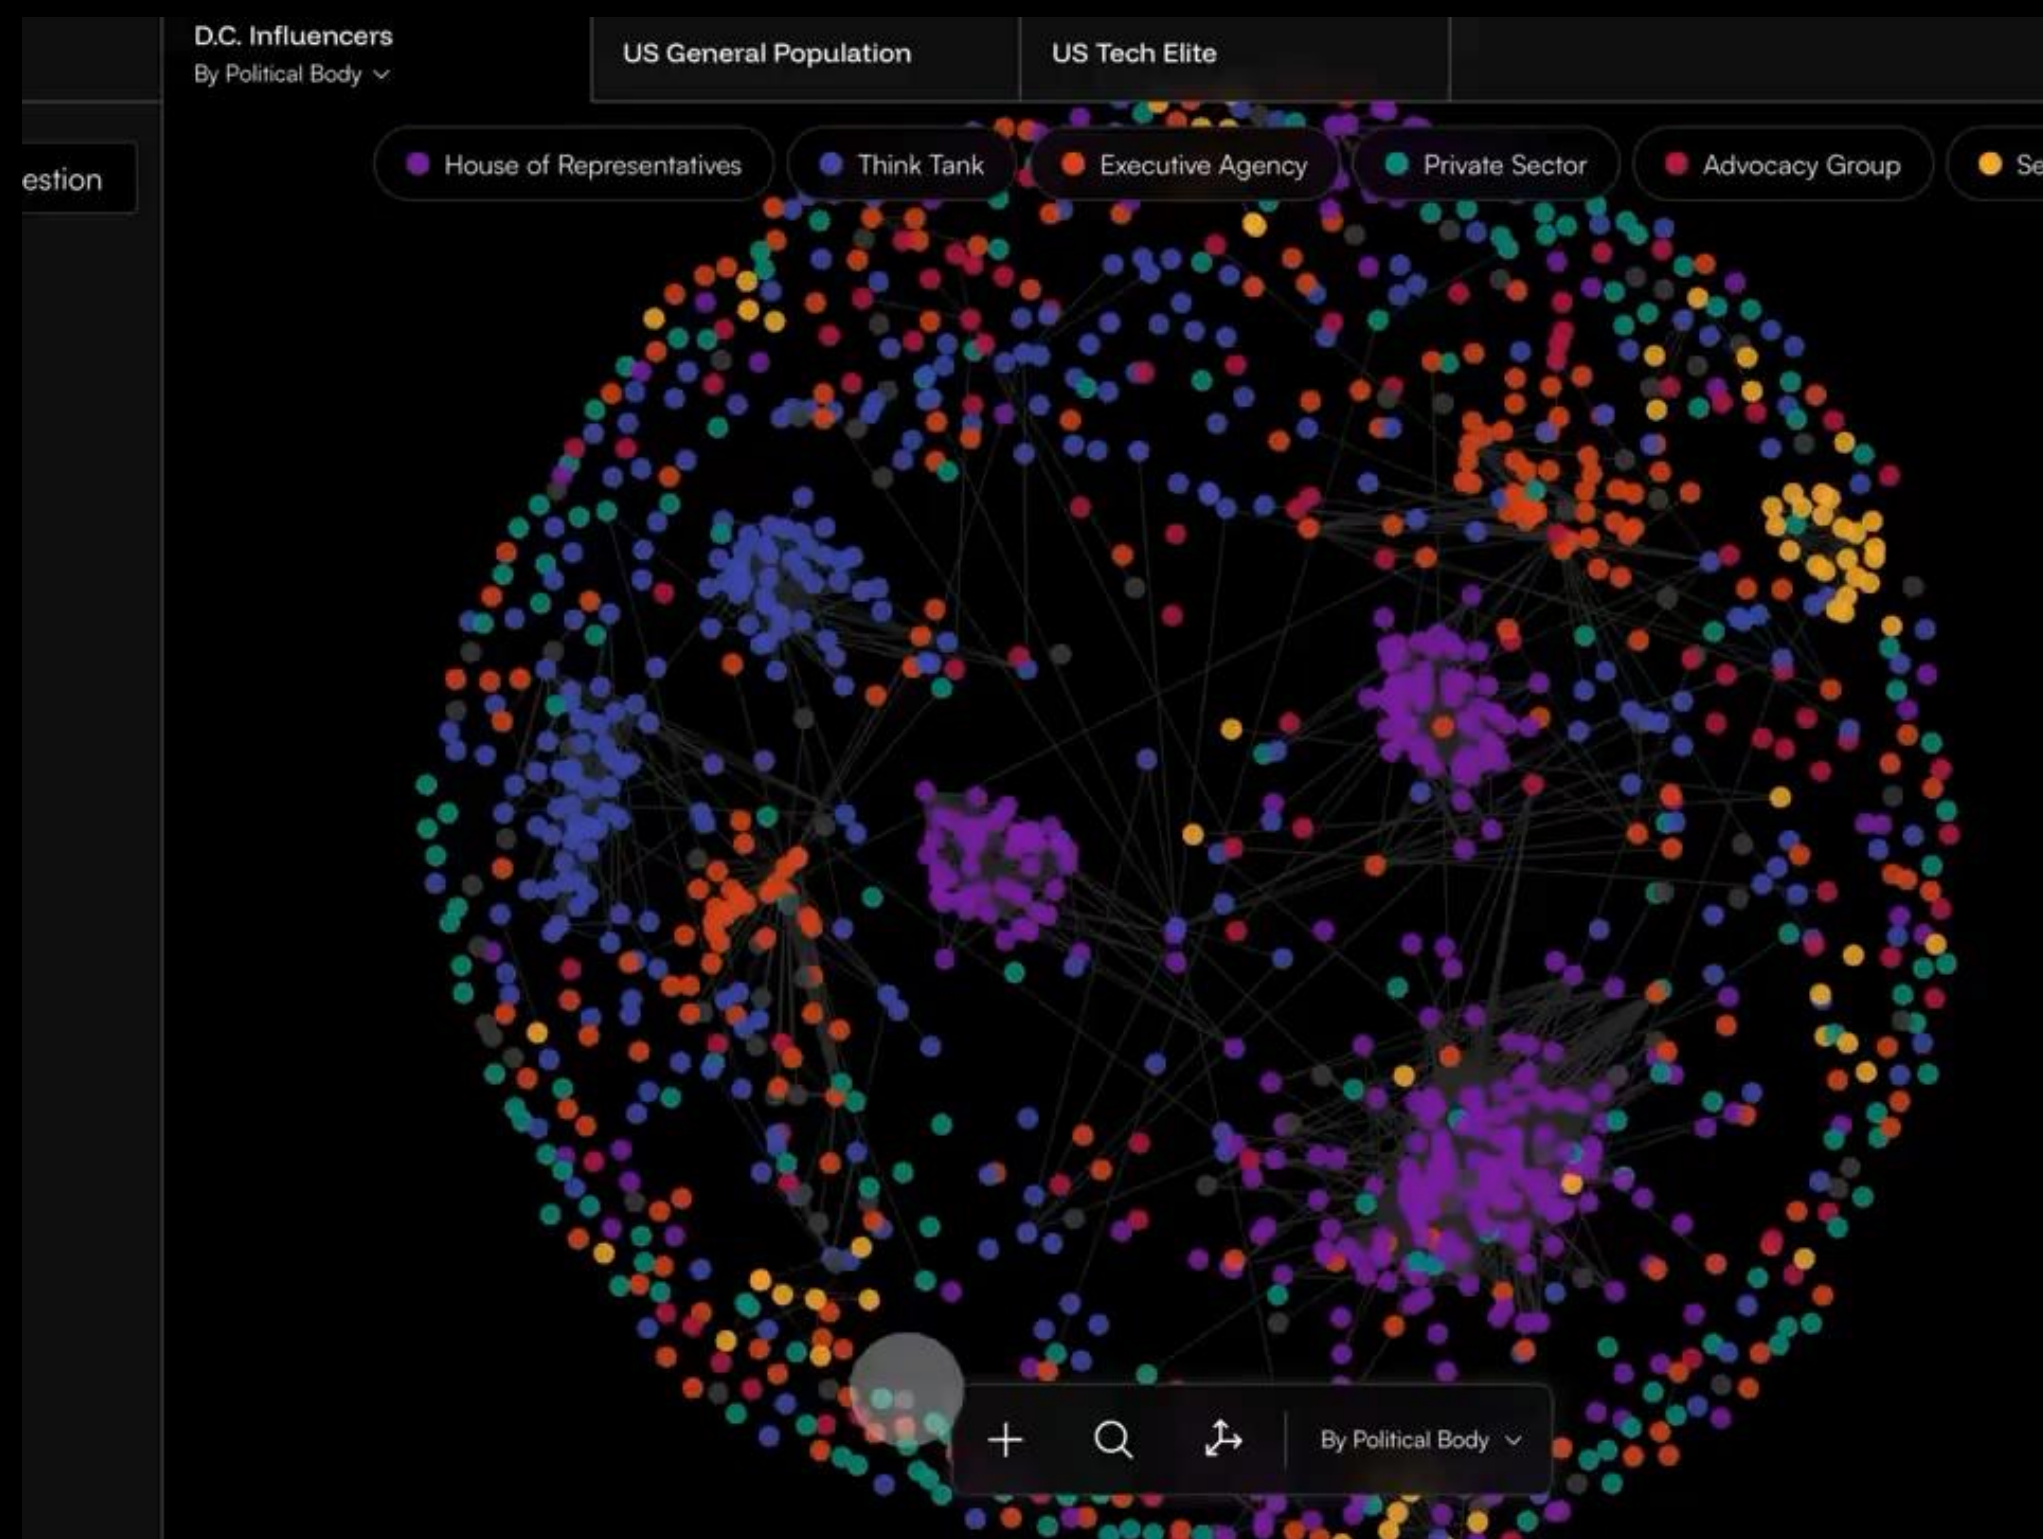 D.C. Influencers
By Political Body
US General Population
US Tech Elite
estion
House of Representatives
Think Tank
Executive Agency
Private Sector
Advocacy Group
Se
By Political Body